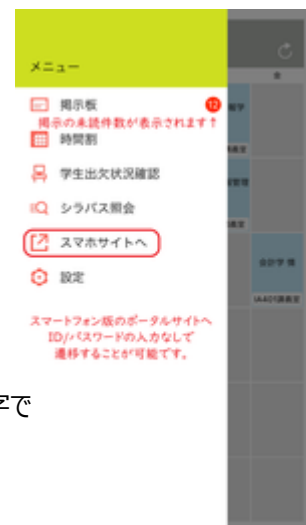 メニュー
掲示板
12
掲示の未読件数が表示されます↑
時間割
学生出欠状況確認
シラバス照会
スマホサイトへ
設定
スマートフォン版のポータルサイトへ
ID/パスワードの入力なしで
遷移することが可能です。
字で
金
会計学